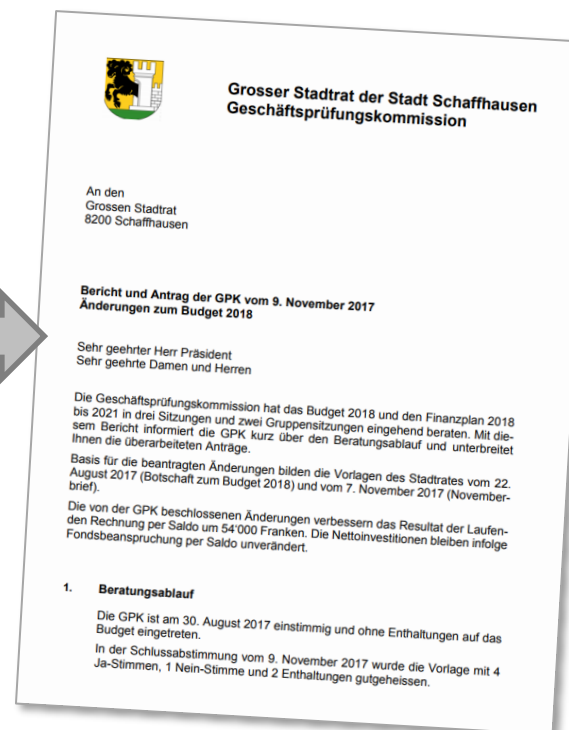 Grosser Stadtrat der Stadt Schaffhausen
Geschäftsprüfungskommission
An den
Grossen Stadtrat
8200 Schaffhausen
Bericht und Antrag der GPK vom 9. November 2017
Änderungen zum Budget 2018
Sehr geehrter Herr Präsident
Sehr geehrte Damen und Herren
Die Geschäftsprüfungskommission hat das Budget 2018 und den Finanzplan 2018
bis 2021 in drei Sitzungen und zwei Gruppensitzungen eingehend beraten. Mit die-
sem Bericht informiert die GPK kurz über den Beratungsablauf und unterbreitet
Ihnen die überarbeiteten Anträge.
Basis für die beantragten Änderungen bilden die Vorlagen des Stadtrates vom 22.
August 2017 (Botschaft zum Budget 2018) und vom 7. November 2017 (November-
brief).
Die von der GPK beschlossenen Änderungen verbessern das Resultat der Laufen-
den Rechnung per Saldo um 54'000 Franken. Die Nettoinvestitionen bleiben infolge
Fondsbeanspruchung per Saldo unverändert.
1. Beratungsablauf
Die GPK ist am 30. August 2017 einstimmig und ohne Enthaltungen auf das
Budget eingetreten.
In der Schlussabstimmung vom 9. November 2017 wurde die Vorlage mit 4
Ja-Stimmen, 1 Nein-Stimme und 2 Enthaltungen gutgeheissen.